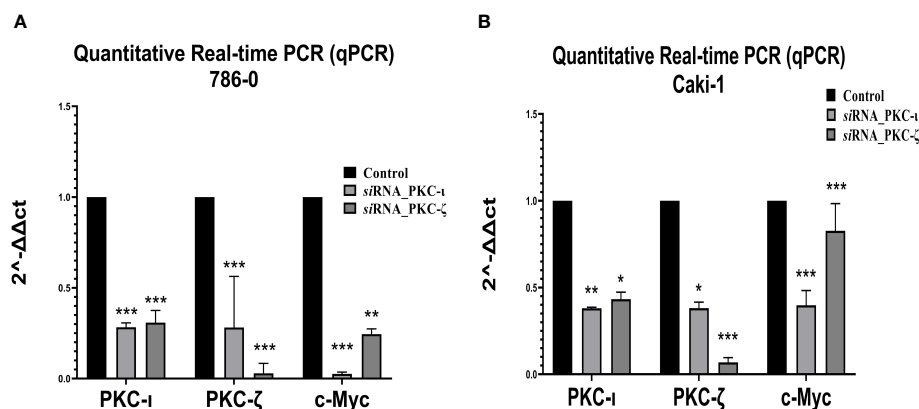 A
Quantitative Real-time PCR (qPCR)
786-0
2^-ΔΔct
1.5
1.0
0.5
0.0
Control
siRNA_PKC-ι
siRNA_PKC-ζ
*** ***
***
***
***
**
PKC-ι PKC-ζ c-Myc
B
Quantitative Real-time PCR (qPCR)
Caki-1
2^-ΔΔct
1.5
1.0
0.5
0.0
Control
siRNA_PKC-ι
siRNA_PKC-ζ
** *
*
***
***
***
PKC-ι PKC-ζ c-Myc